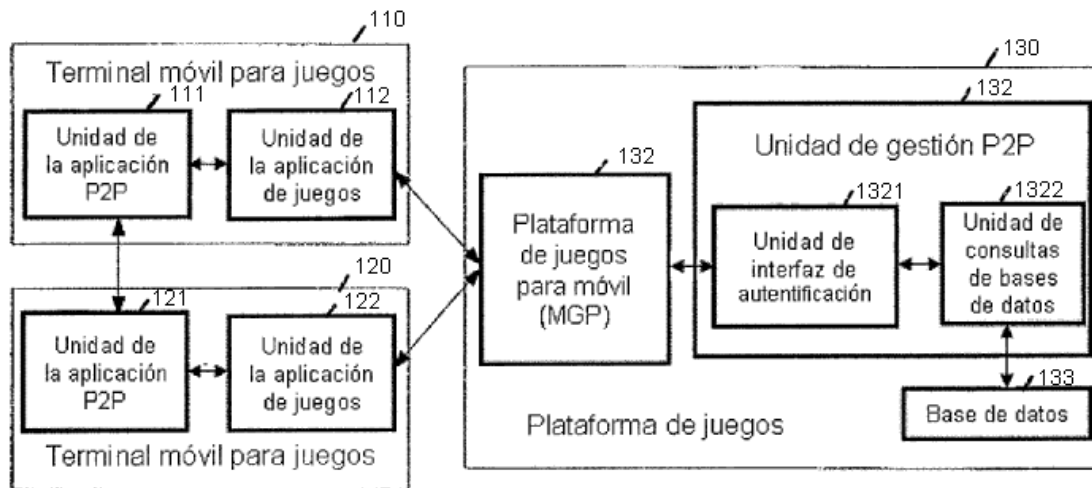 110
Terminal móvil para juegos
111
112
Unidad de
la aplicación
P2P
Unidad de
la aplicación
de juegos
120
121
122
Unidad de
la aplicación
P2P
Unidad de
la aplicación
de juegos
Terminal móvil para juegos
130
132
Plataforma
de juegos
para móvil
(MGP)
132
Unidad de gestión P2P
1321
1322
Unidad de
interfaz de
autentificación
Unidad de
consultas
de bases
de datos
133
Base de datos
Plataforma de juegos